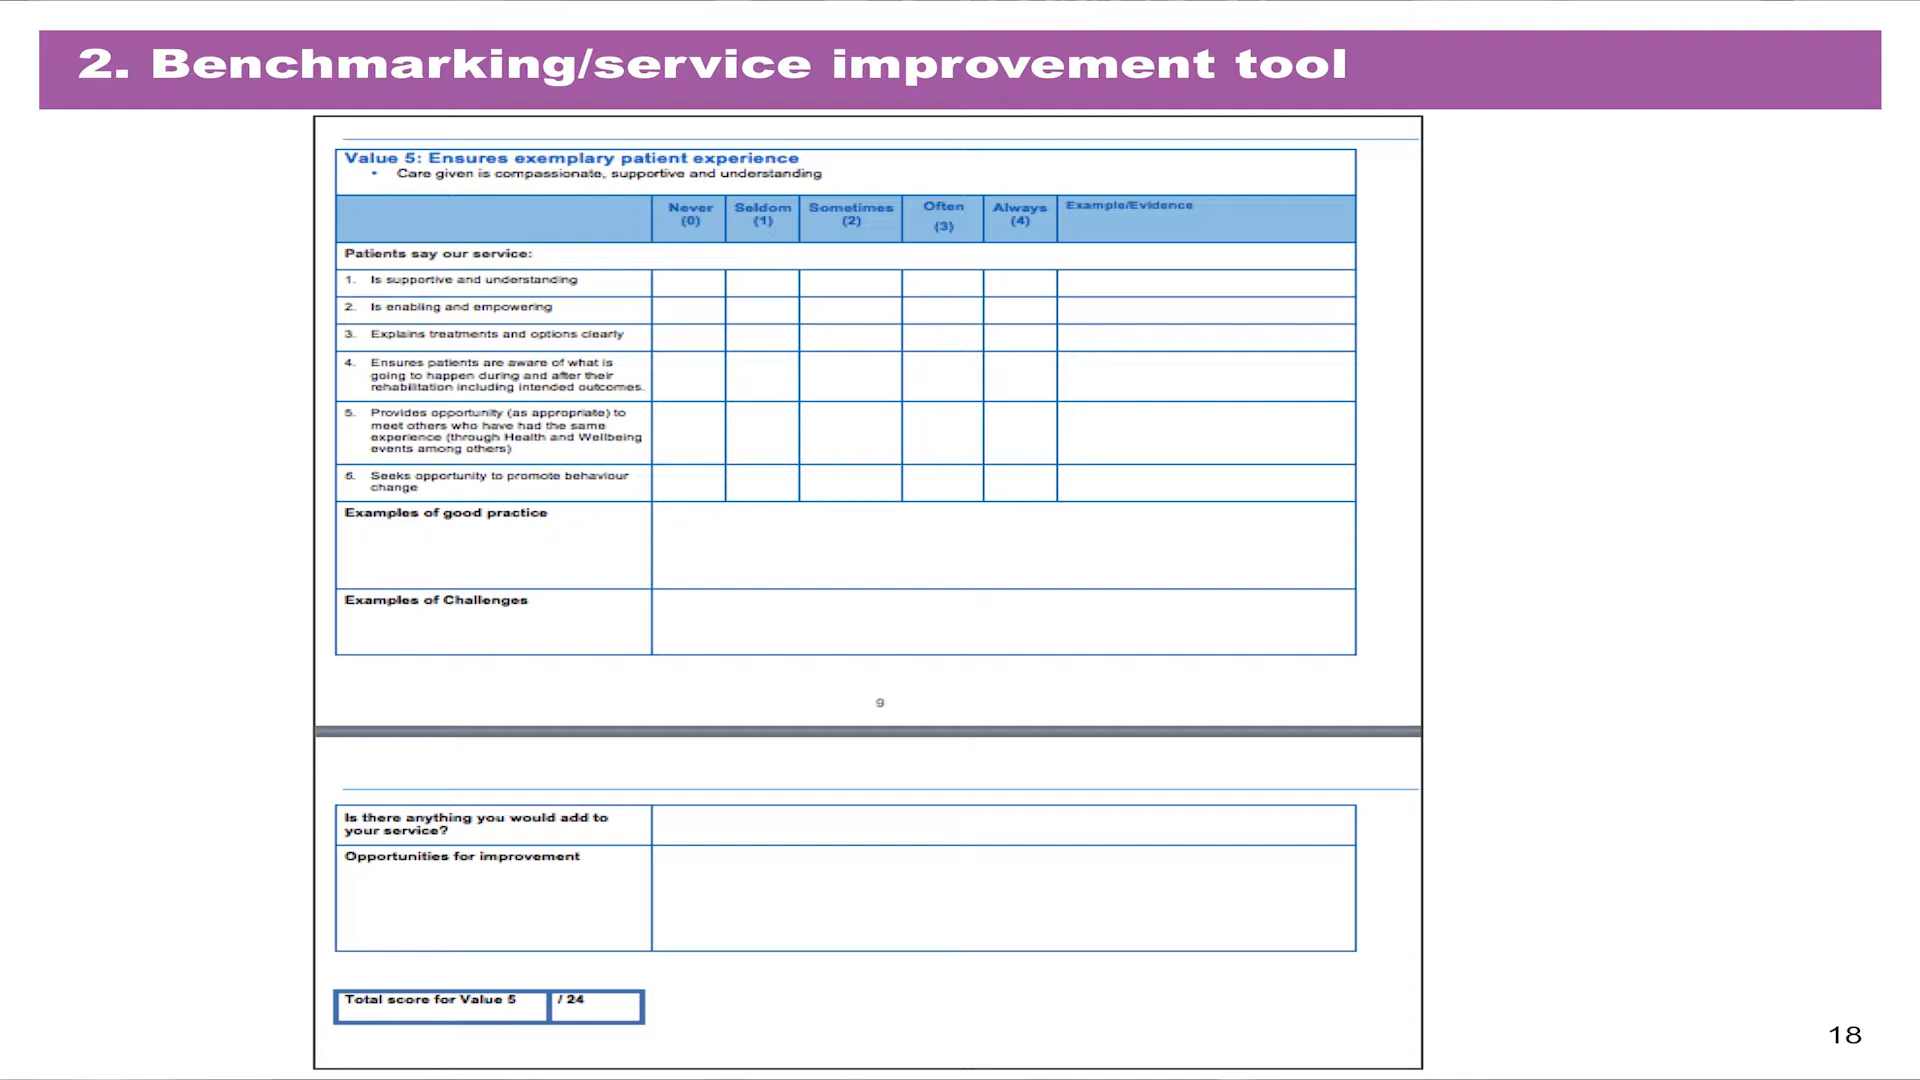 2. Benchmarking/service improvement tool
Value 5: Ensures exemplary patient experience
• Care given is compassionate, supportive and understanding
Never (0)
Seldom (1)
Sometimes (2)
Often (3)
Always (4)
Example/Evidence
Patients say our service:
1. Is supportive and understanding
2. Is enabling and empowering
3. Explains treatments and options clearly
4. Ensures patients are aware of what is
going to happen during and after their
rehabilitation including intended outcomes.
5. Provides opportunity (as appropriate) to
meet others who have had the same
experience (through Health and Wellbeing
events among others)
6. Seeks opportunity to promote behaviour
change
Examples of good practice
Examples of Challenges
9
Is there anything you would add to
your service?
Opportunities for improvement
Total score for Value 5
/ 24
18